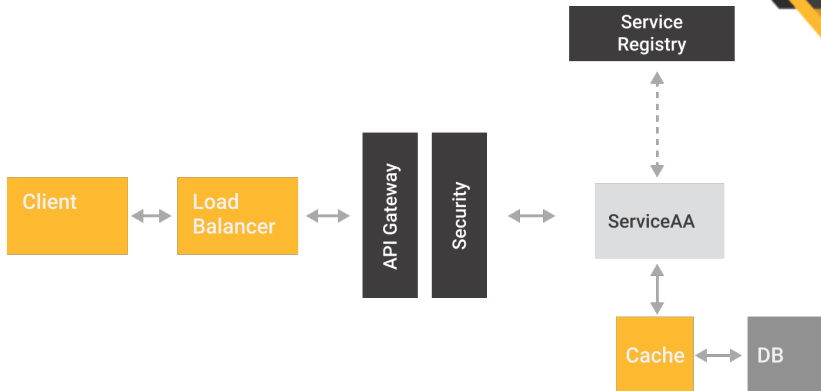 Service
Registry
Client
Load
Balancer
API Gateway
Security
ServiceAA
Cache
DB